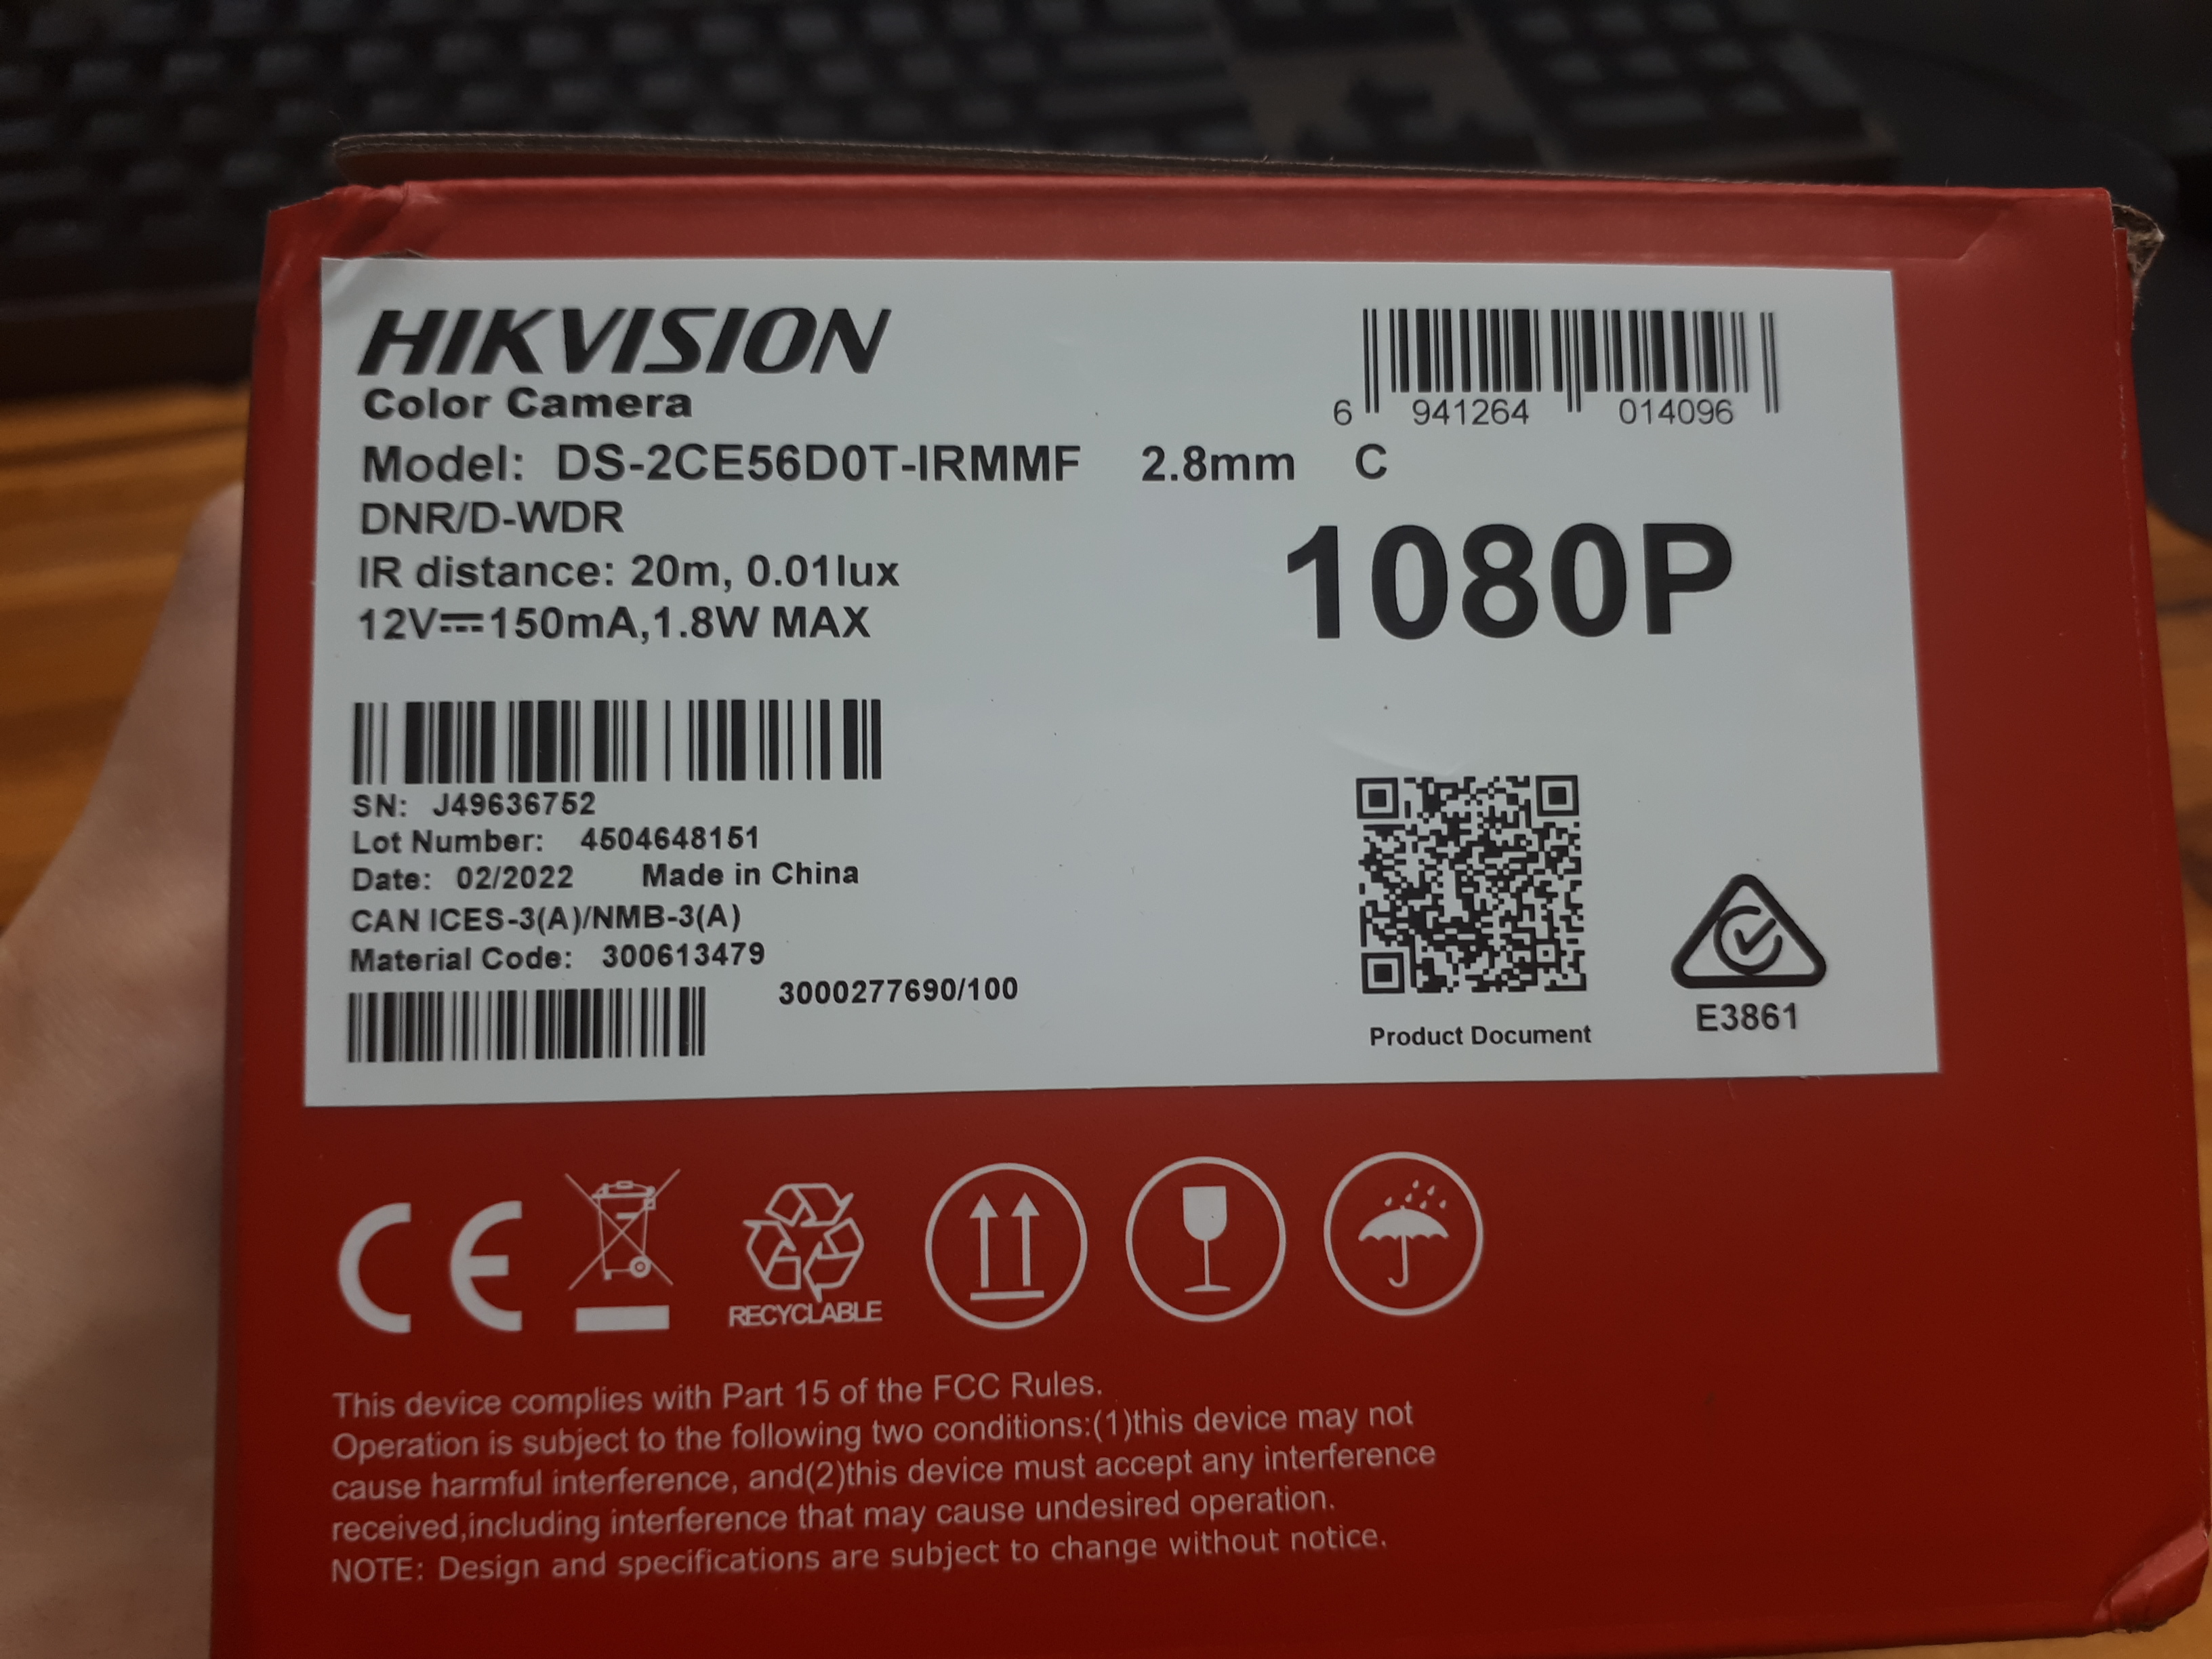 HIKVISION
Color Camera
6 941264 014096
Model: DS-2CE56D0T-IRMMF 2.8mm C
DNR/D-WDR
IR distance: 20m, 0.01lux
12V⎓150mA,1.8W MAX
1080P
SN: J49636752
Lot Number: 4504648151
Date: 02/2022 Made in China
CAN ICES-3(A)/NMB-3(A)
Material Code: 300613479
3000277690/100
Product Document
E3861
CE
RECYCLABLE
This device complies with Part 15 of the FCC Rules.
Operation is subject to the following two conditions:(1)this device may not
cause harmful interference, and(2)this device must accept any interference
received,including interference that may cause undesired operation.
NOTE: Design and specifications are subject to change without notice.